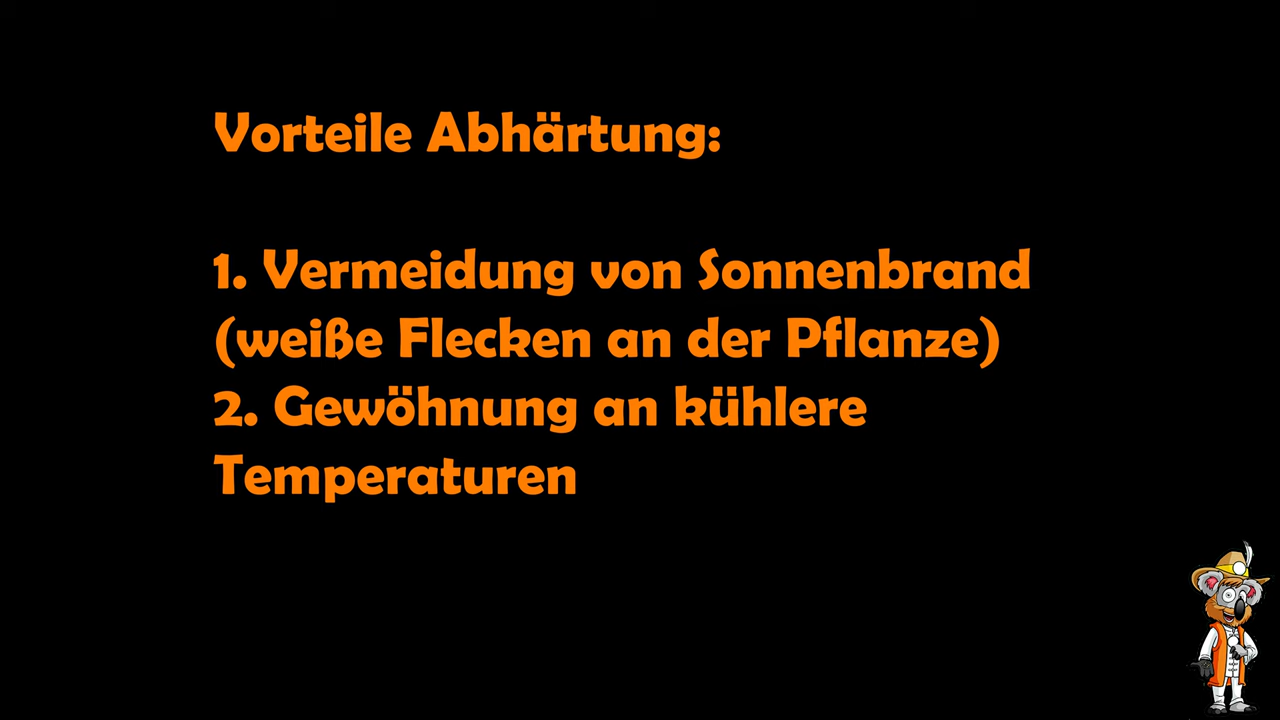 Vorteile Abhärtung:
1. Vermeidung von Sonnenbrand
(weiße Flecken an der Pflanze)
2. Gewöhnung an kühlere
Temperaturen